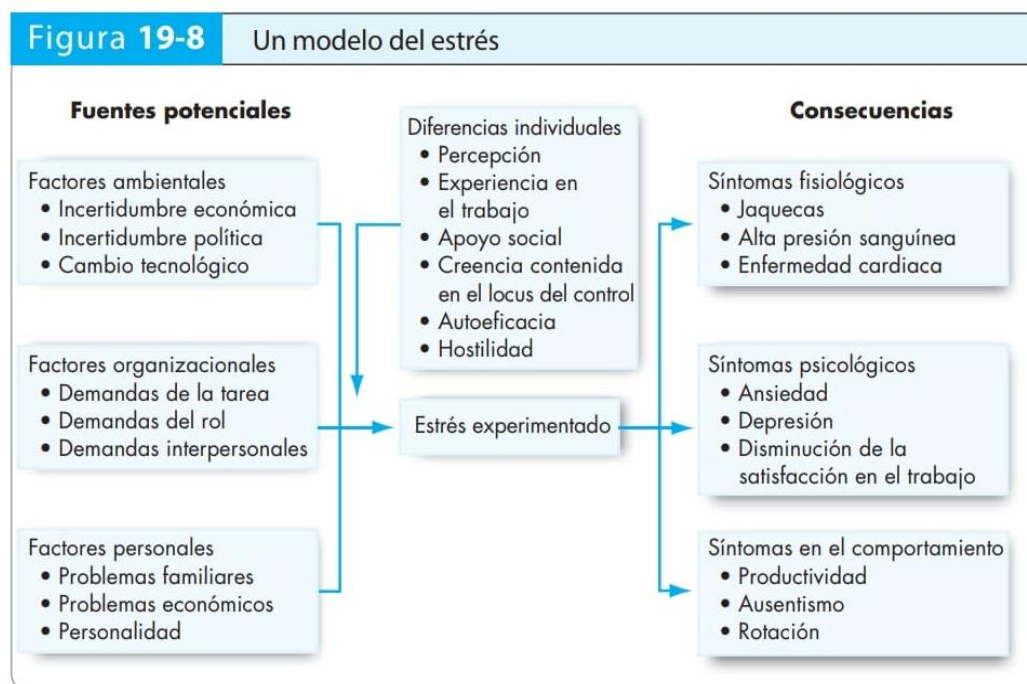 Figura 19-8
Un modelo del estrés
Fuentes potenciales
Factores ambientales
• Incertidumbre económica
• Incertidumbre política
• Cambio tecnológico
Factores organizacionales
• Demandas de la tarea
• Demandas del rol
• Demandas interpersonales
Factores personales
• Problemas familiares
• Problemas económicos
• Personalidad
Diferencias individuales
• Percepción
• Experiencia en
el trabajo
• Apoyo social
• Creencia contenida
en el locus del control
• Autoeficacia
• Hostilidad
Estrés experimentado
Consecuencias
Síntomas fisiológicos
• Jaquecas
• Alta presión sanguínea
• Enfermedad cardiaca
Síntomas psicológicos
• Ansiedad
• Depresión
• Disminución de la
satisfacción en el trabajo
Síntomas en el comportamiento
• Productividad
• Ausentismo
• Rotación